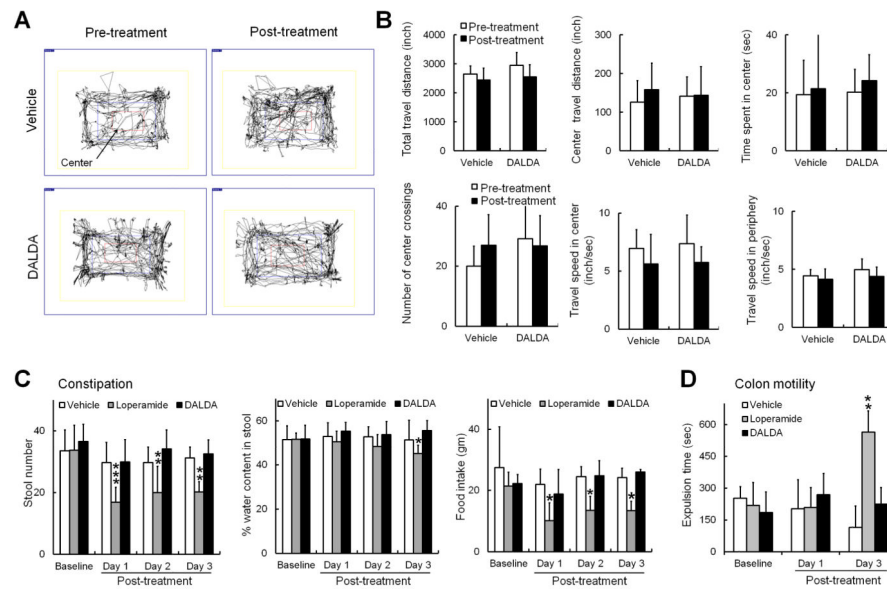 A
Pre-treatment
Post-treatment
Vehicle
Center
DALDA
B
Total travel distance (inch)
4000
3000
2000
1000
0
Pre-treatment
Post-treatment
Vehicle
DALDA
Center travel distance (inch)
300
200
100
0
Vehicle
DALDA
Time spent in center (sec)
40
30
20
10
0
Vehicle
DALDA
Number of center crossings
40
20
0
Pre-treatment
Post-treatment
Vehicle
DALDA
Travel speed in center
(inch/sec)
10
5
0
Vehicle
DALDA
Travel speed in periphery
(inch/sec)
10
5
0
Vehicle
DALDA
C
Constipation
Vehicle
Loperamide
DALDA
Stool number
40
20
0
***
**
**
Baseline
Day 1
Day 2
Day 3
Post-treatment
Vehicle
Loperamide
DALDA
% water content in stool
60
40
20
0
*
Baseline
Day 1
Day 2
Day 3
Post-treatment
Vehicle
Loperamide
DALDA
Food intake (gm)
60
40
20
0
*
*
*
Baseline
Day 1
Day 2
Day 3
Post-treatment
D
Colon motility
Vehicle
Loperamide
DALDA
Expulsion time (sec)
600
450
300
150
0
**
Baseline
Day 1
Day 3
Post-treatment